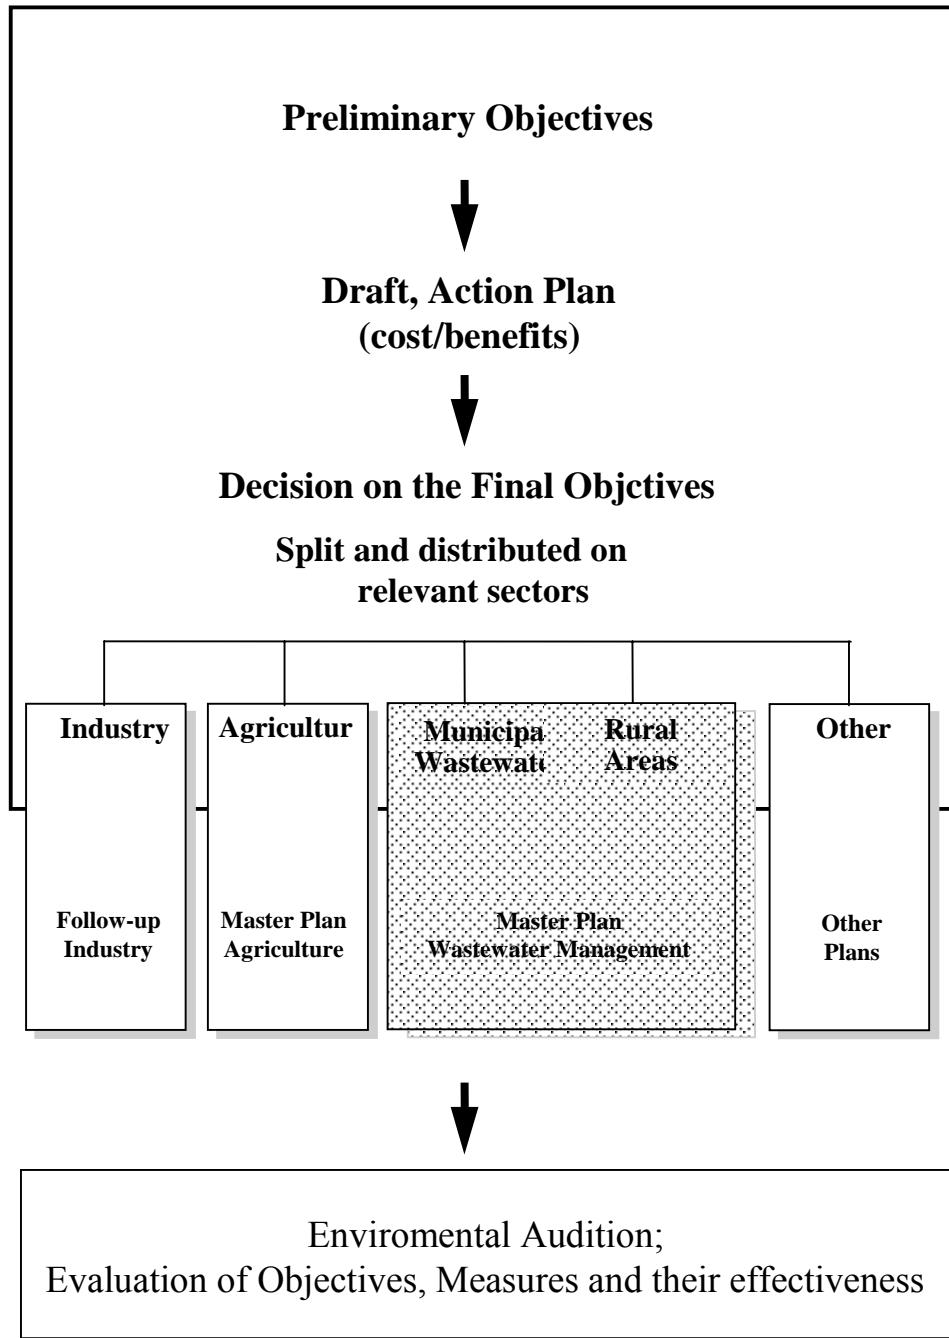 Preliminary Objectives
Draft, Action Plan
(cost/benefits)
Decision on the Final Objctives
Split and distributed on
relevant sectors
Industry
Agricultur
Municipa
Wastewat
Rural
Areas
Other
Follow-up
Industry
Master Plan
Agriculture
Master Plan
Wastewater Management
Other
Plans
Enviromental Audition;
Evaluation of Objectives, Measures and their effectiveness